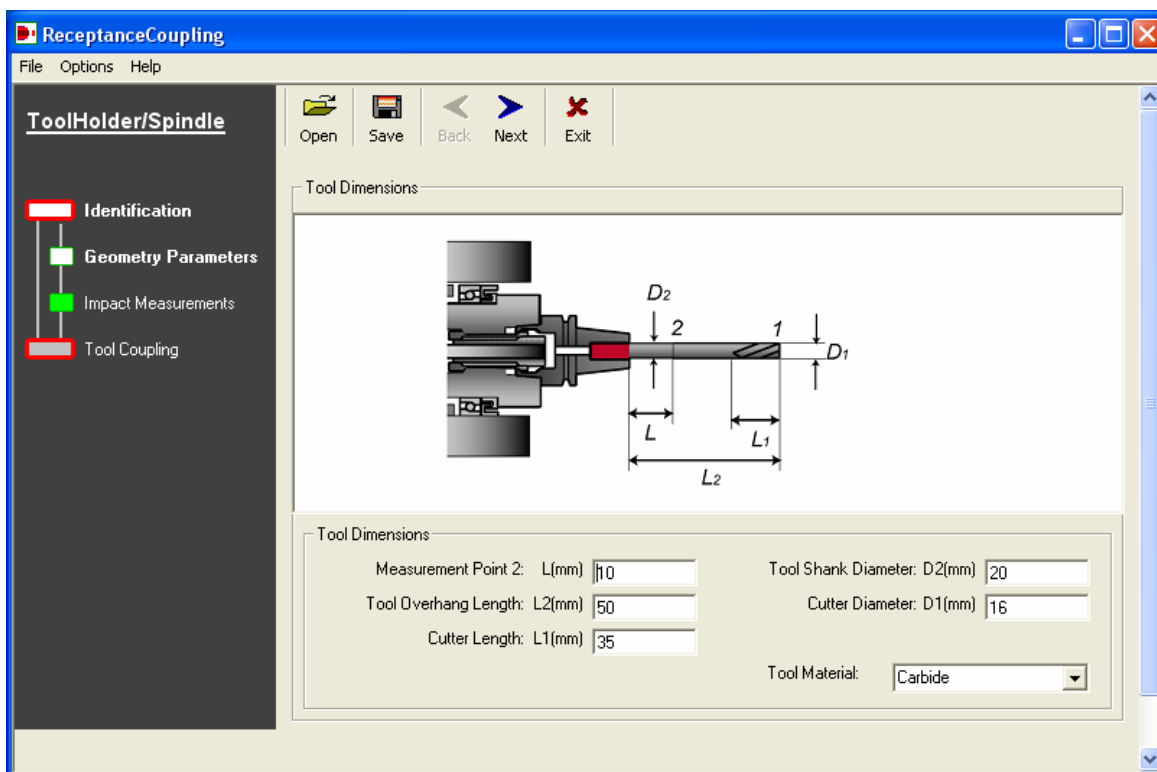 ReceptanceCoupling
File Options Help
ToolHolder/Spindle
Open Save Back Next Exit
Identification
Geometry Parameters
Impact Measurements
Tool Coupling
Tool Dimensions
D2
2 1
D1
L L1
L2
Tool Dimensions
Measurement Point 2: L(mm) 10
Tool Shank Diameter: D2(mm) 20
Tool Overhang Length: L2(mm) 50
Cutter Diameter: D1(mm) 16
Cutter Length: L1(mm) 35
Tool Material: Carbide